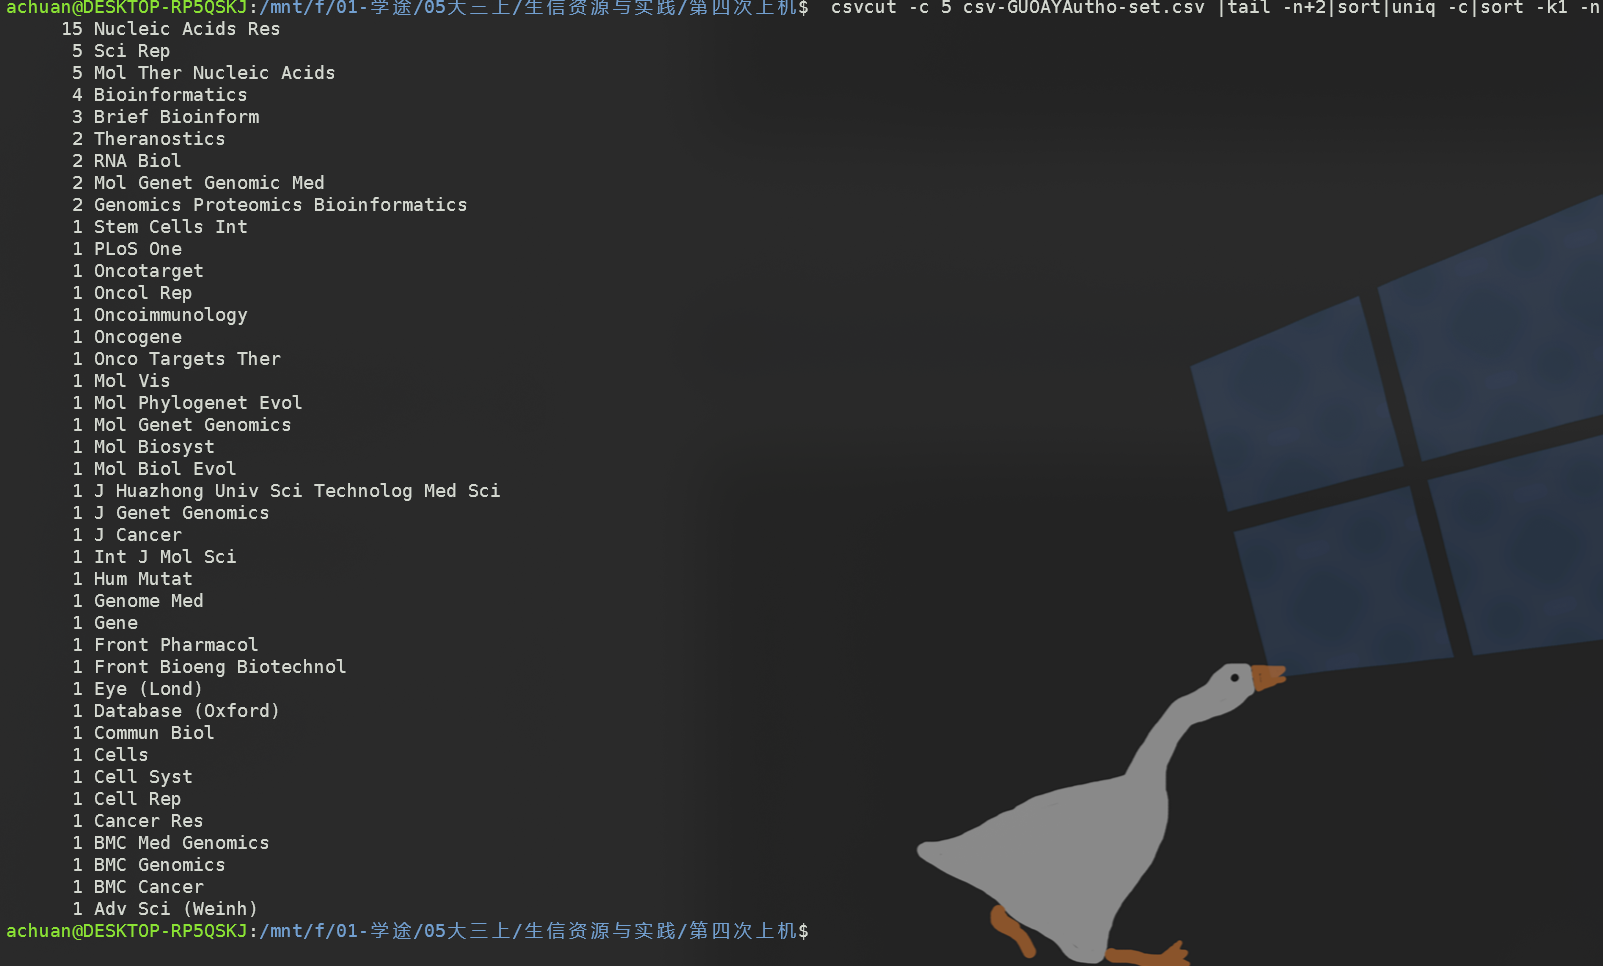 achuan@DESKTOP-RP5QSKJ:/mnt/f/01-学途/05大三上/生信资源与实践/第四次上机$  csvcut -c 5 csv-GUOAYAutho-set.csv |tail -n+2|sort|uniq -c|sort -k1 -n
15 Nucleic Acids Res
5 Sci Rep
5 Mol Ther Nucleic Acids
4 Bioinformatics
3 Brief Bioinform
2 Theranostics
2 RNA Biol
2 Mol Genet Genomic Med
2 Genomics Proteomics Bioinformatics
1 Stem Cells Int
1 PLoS One
1 Oncotarget
1 Oncol Rep
1 Oncoimmunology
1 Oncogene
1 Onco Targets Ther
1 Mol Vis
1 Mol Phylogenet Evol
1 Mol Genet Genomics
1 Mol Biosyst
1 Mol Biol Evol
1 J Huazhong Univ Sci Technolog Med Sci
1 J Genet Genomics
1 J Cancer
1 Int J Mol Sci
1 Hum Mutat
1 Genome Med
1 Gene
1 Front Pharmacol
1 Front Bioeng Biotechnol
1 Eye (Lond)
1 Database (Oxford)
1 Commun Biol
1 Cells
1 Cell Syst
1 Cell Rep
1 Cancer Res
1 BMC Med Genomics
1 BMC Genomics
1 BMC Cancer
1 Adv Sci (Weinh)
achuan@DESKTOP-RP5QSKJ:/mnt/f/01-学途/05大三上/生信资源与实践/第四次上机$